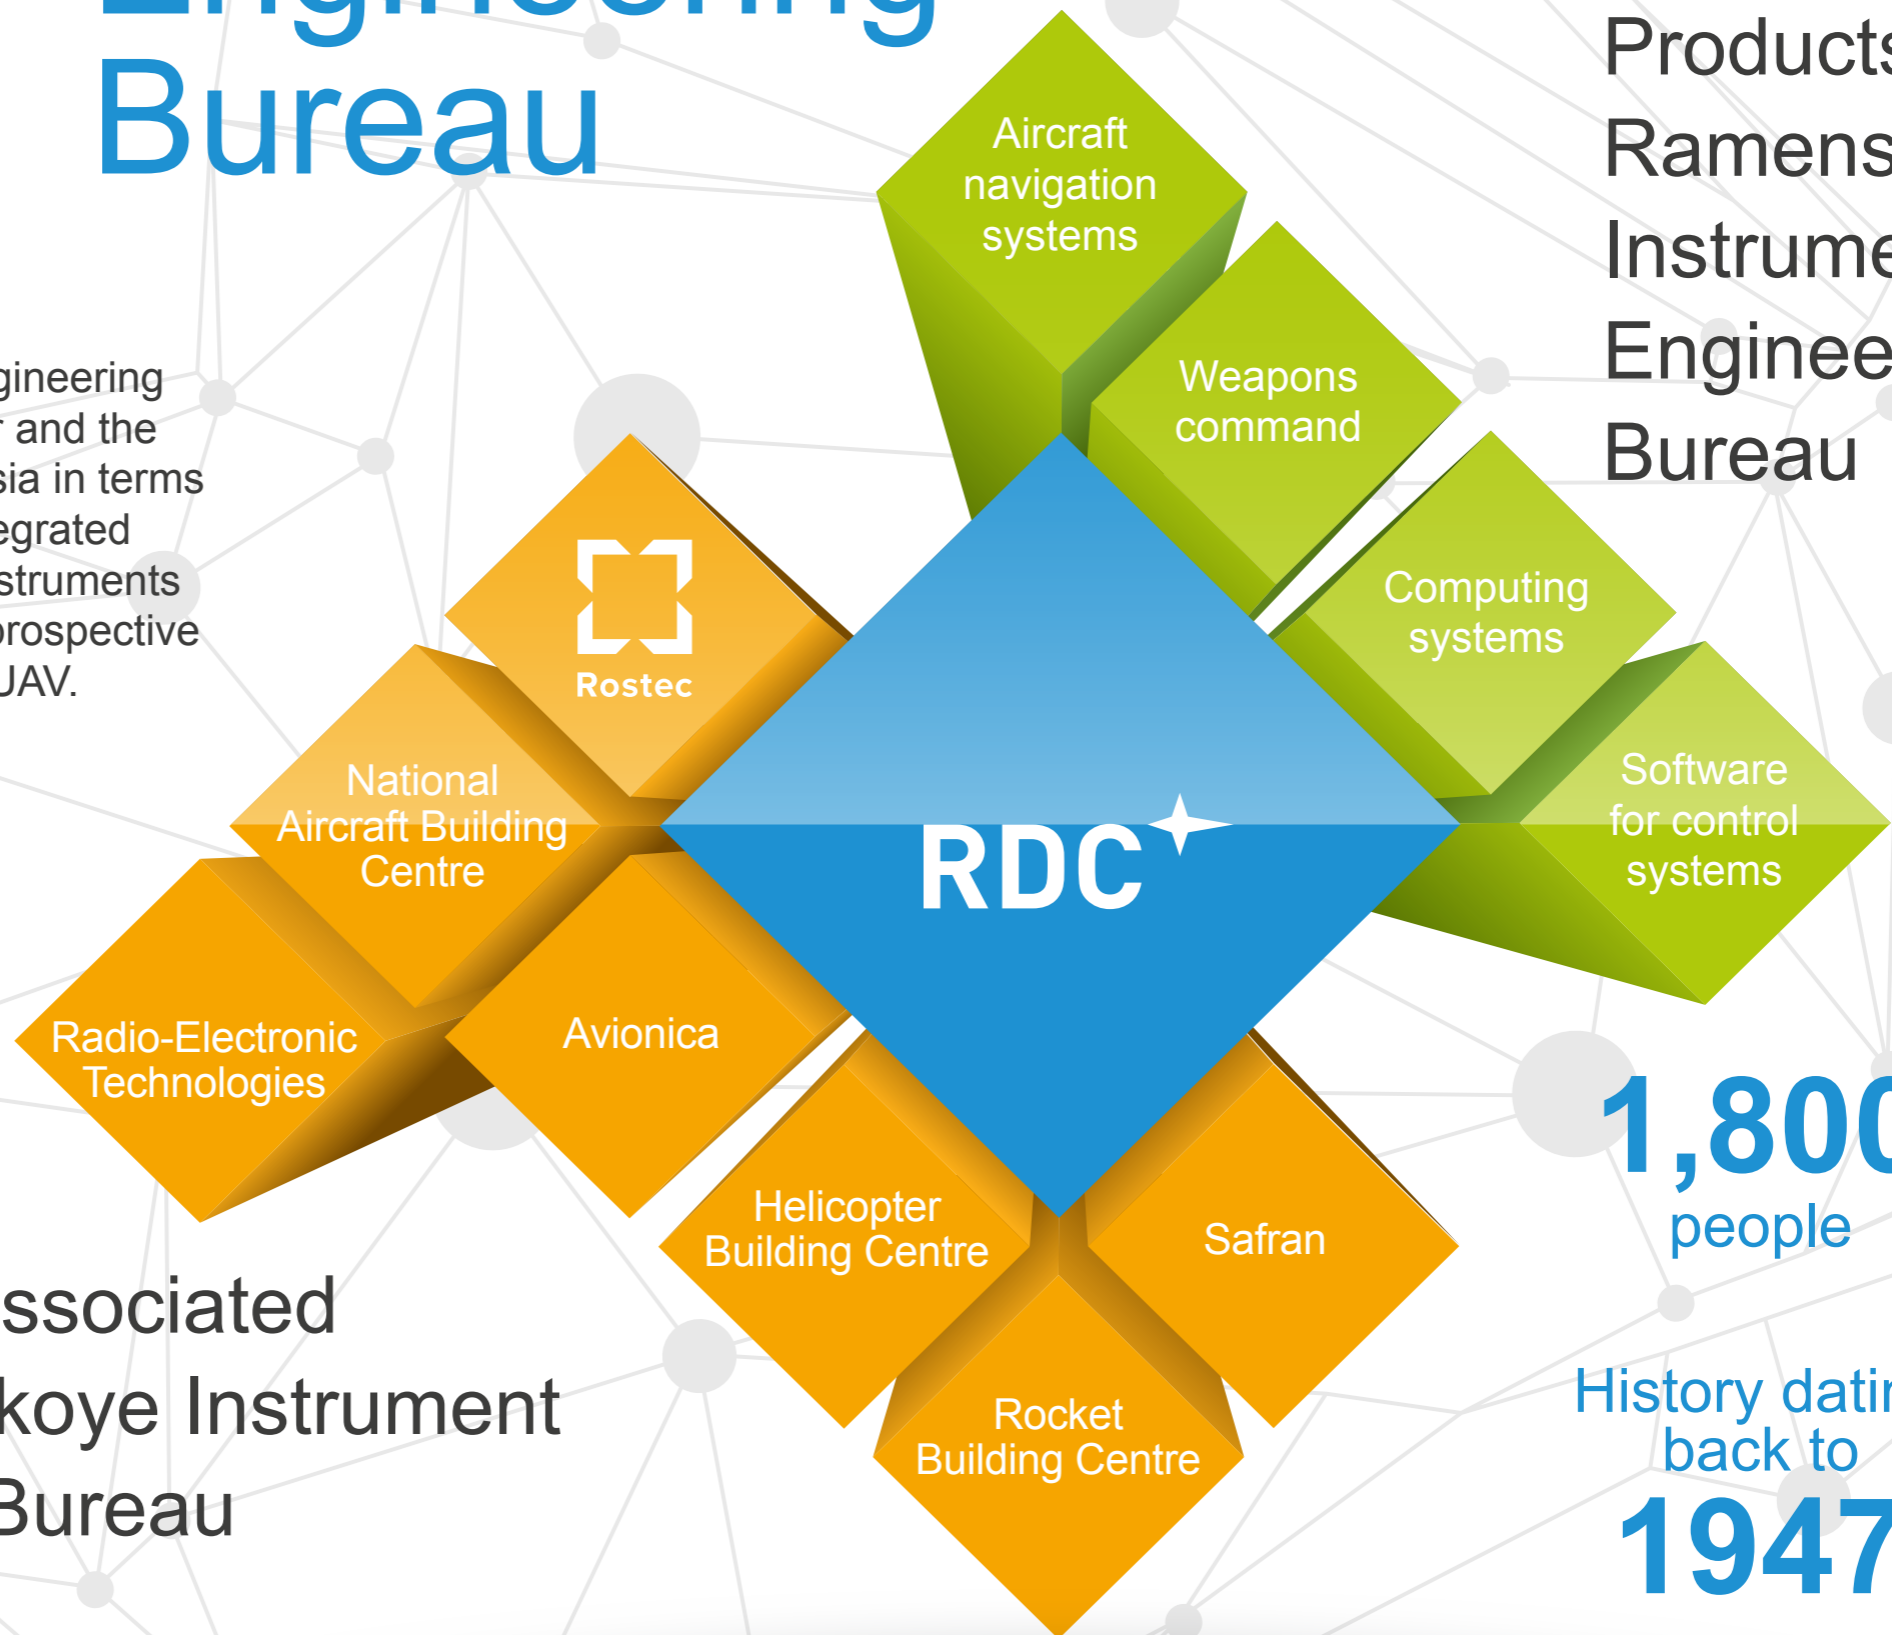 Engineering
Bureau
gineering
r and the
sia in terms
egrated
struments
prospective
UAV.
Products
Ramens
Instrume
Enginee
Bureau
Aircraft
navigation
systems
Weapons
command
Computing
systems
Software
for control
systems
Rostec
National
Aircraft Building
Centre
RDC
Radio-Electronic
Technologies
Avionica
Helicopter
Building Centre
Safran
Rocket
Building Centre
ssociated
koye Instrument
Bureau
1,800
people
History datin
back to
1947